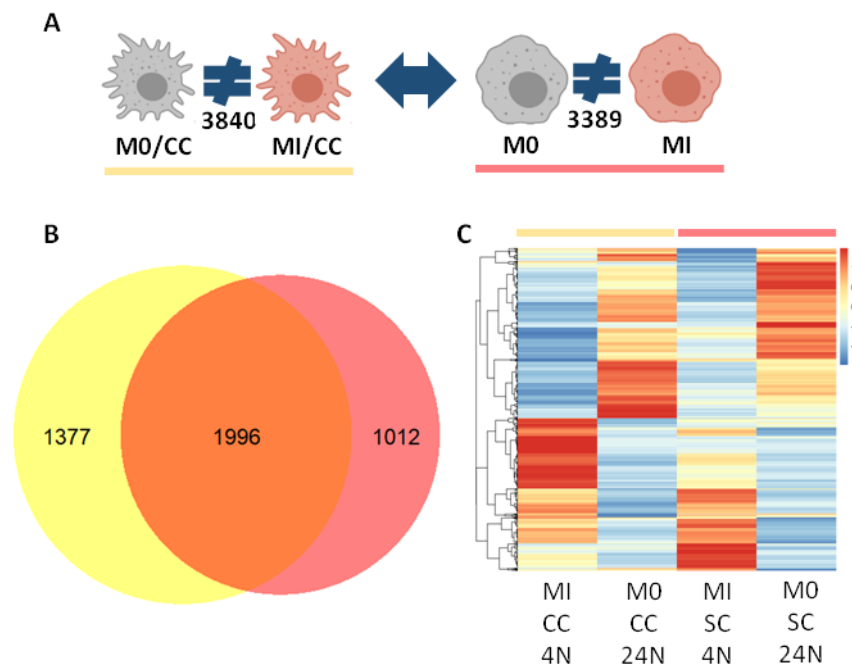 A
3840
M0/CC
MI/CC
3389
M0
MI
B
1377
1996
1012
C
MI M0 MI M0
CC CC SC SC
4N 24N 4N 24N